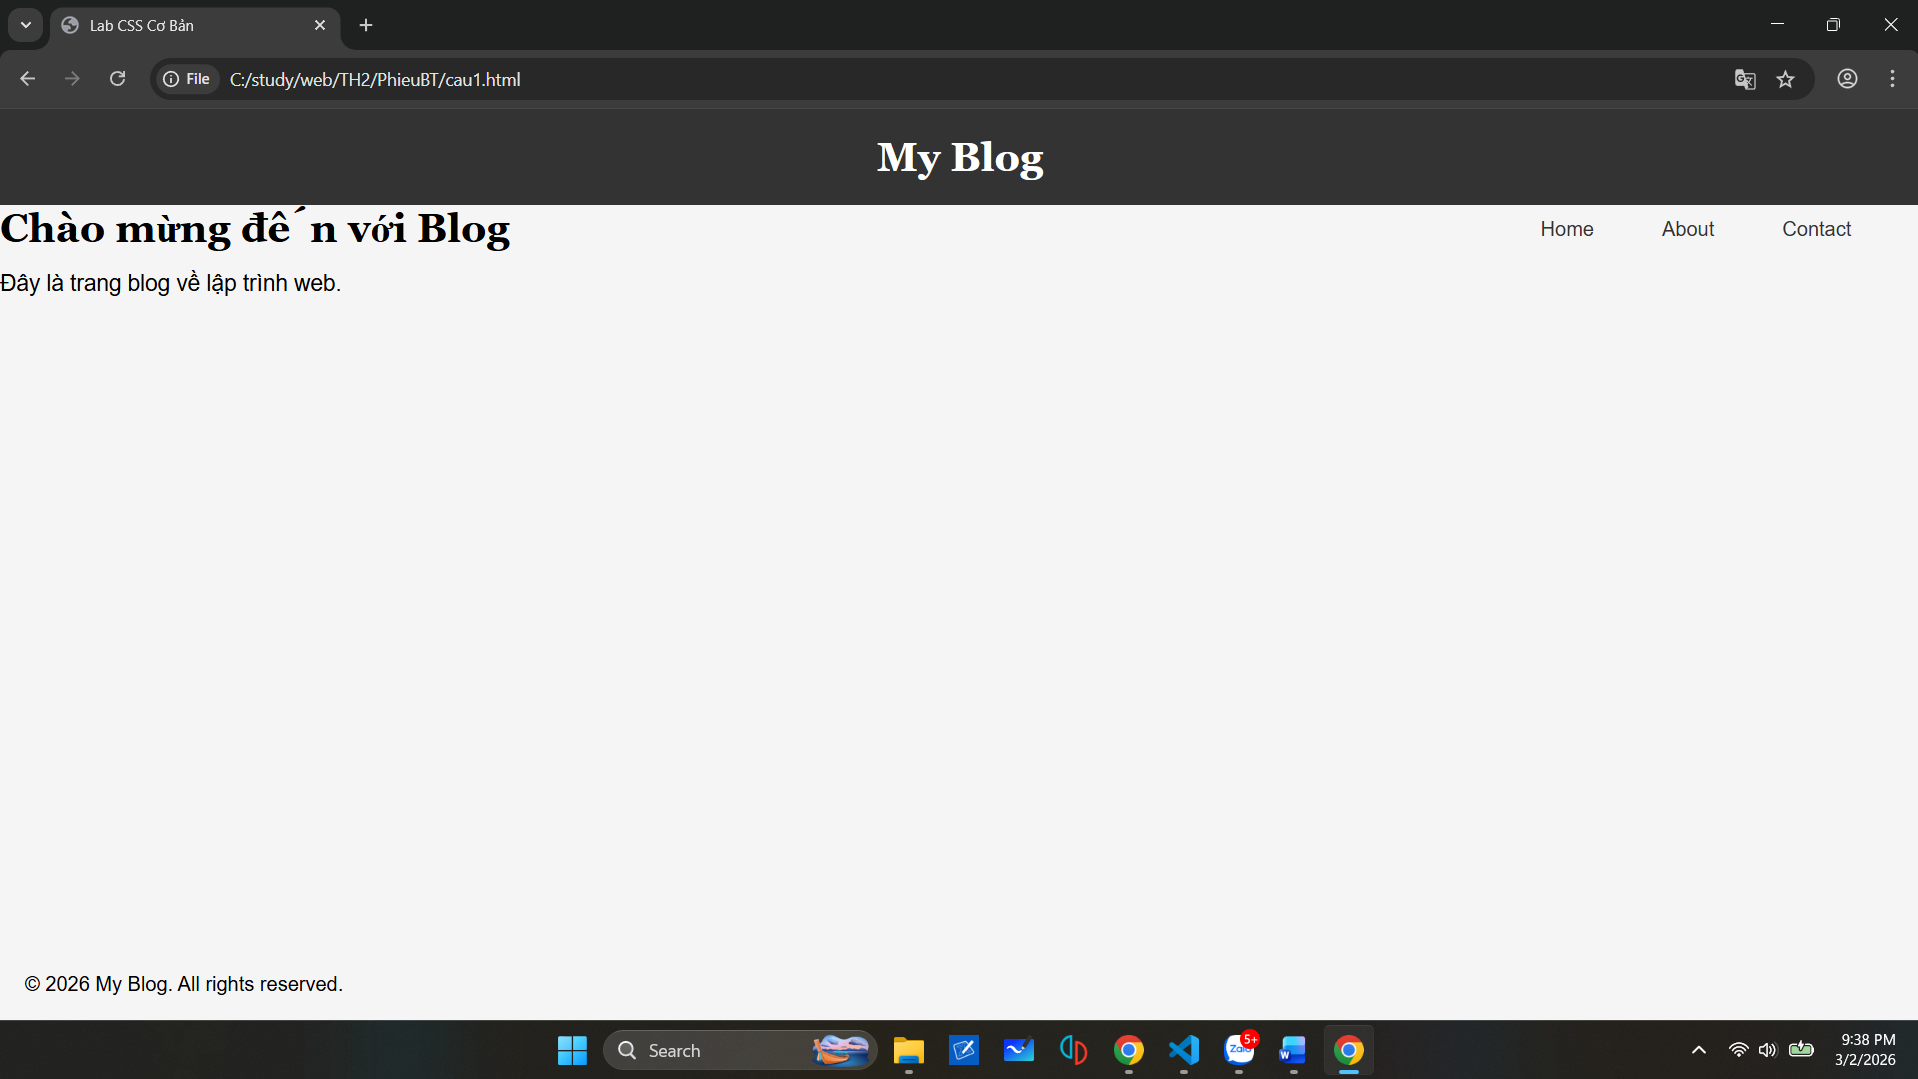 Lab CSS Cơ Bản
File
C:/study/web/TH2/PhieuBT/cau1.html
My Blog
Chào mừng đến với Blog
Home About Contact
Đây là trang blog về lập trình web.
© 2026 My Blog. All rights reserved.
Search
Zalo
5+
W
9:38 PM
3/2/2026